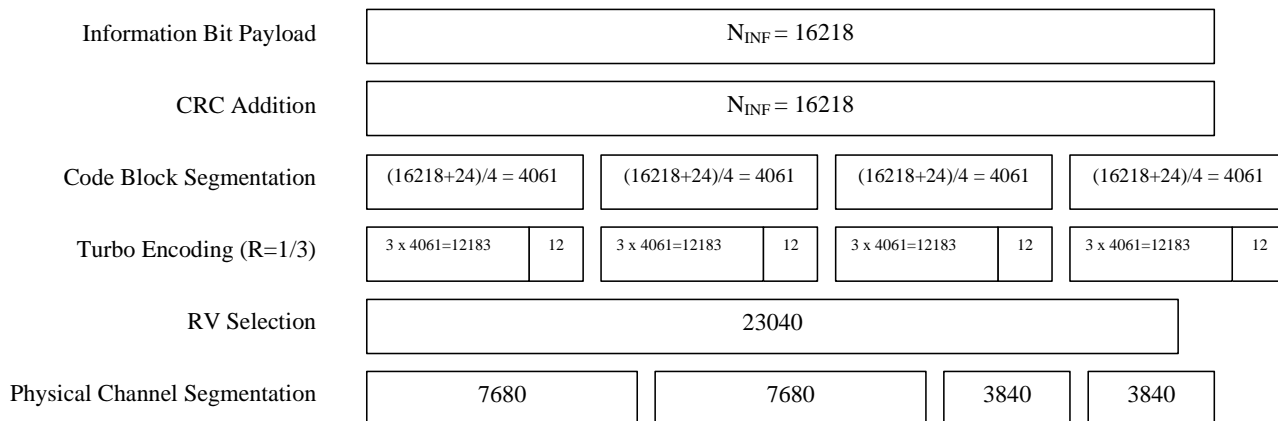 Information Bit Payload
N_INF = 16218
CRC Addition
N_INF = 16218
Code Block Segmentation
(16218+24)/4 = 4061 (16218+24)/4 = 4061 (16218+24)/4 = 4061 (16218+24)/4 = 4061
Turbo Encoding (R=1/3)
3 x 4061=12183 12 3 x 4061=12183 12 3 x 4061=12183 12 3 x 4061=12183 12
RV Selection
23040
Physical Channel Segmentation
7680 7680 3840 3840